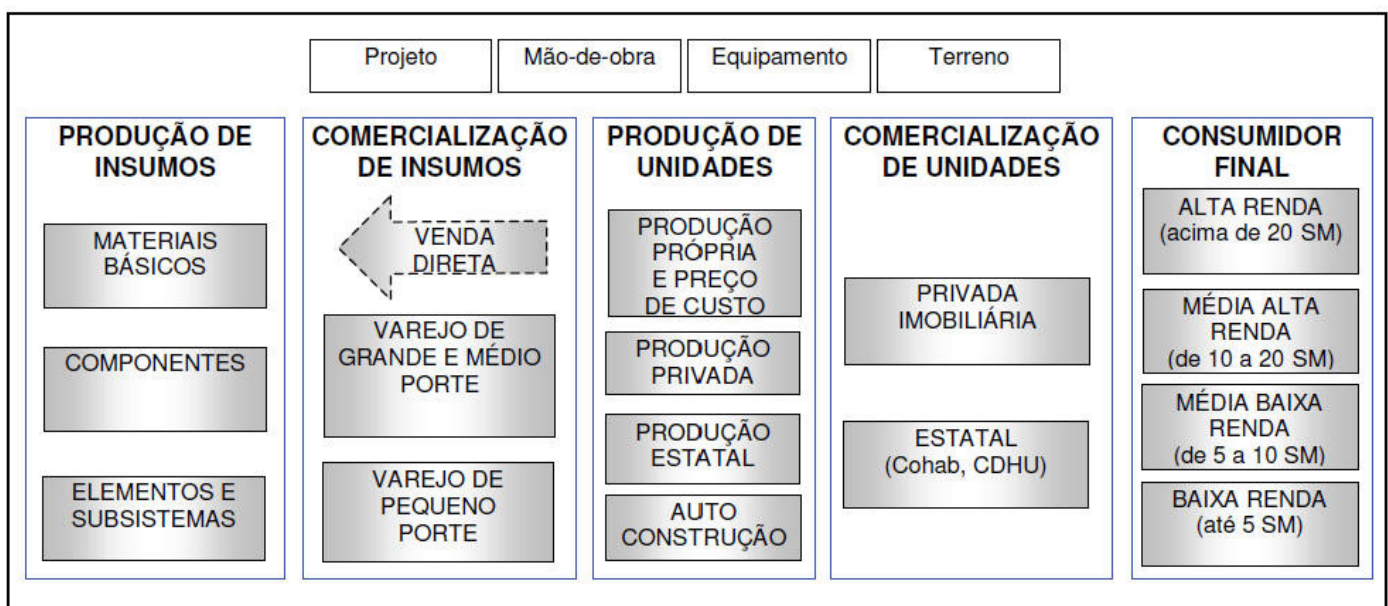 Projeto
Mão-de-obra
Equipamento
Terreno
PRODUÇÃO DE
INSUMOS
MATERIAIS
BÁSICOS
COMPONENTES
ELEMENTOS E
SUBSISTEMAS
COMERCIALIZAÇÃO
DE INSUMOS
VENDA
DIRETA
VAREJO DE
GRANDE E MÉDIO
PORTE
VAREJO DE
PEQUENO
PORTE
PRODUÇÃO DE
UNIDADES
PRODUÇÃO
PRÓPRIA
E PREÇO
DE CUSTO
PRODUÇÃO
PRIVADA
PRODUÇÃO
ESTATAL
AUTO
CONSTRUÇÃO
COMERCIALIZAÇÃO
DE UNIDADES
PRIVADA
IMOBILIÁRIA
ESTATAL
(Cohab, CDHU)
CONSUMIDOR
FINAL
ALTA RENDA
(acima de 20 SM)
MÉDIA ALTA
RENDA
(de 10 a 20 SM)
MÉDIA BAIXA
RENDA
(de 5 a 10 SM)
BAIXA RENDA
(até 5 SM)